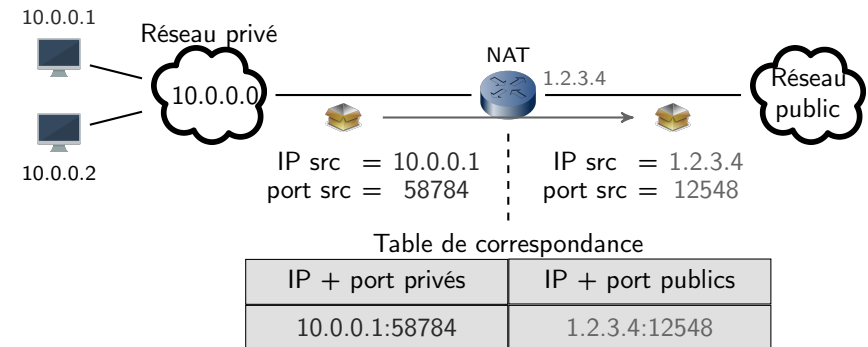 10.0.0.1
Réseau privé
10.0.0.0
10.0.0.2
NAT
1.2.3.4
Réseau
public
IP src = 10.0.0.1
port src = 58784
IP src = 1.2.3.4
port src = 12548
Table de correspondance
IP + port privés
IP + port publics
10.0.0.1:58784
1.2.3.4:12548